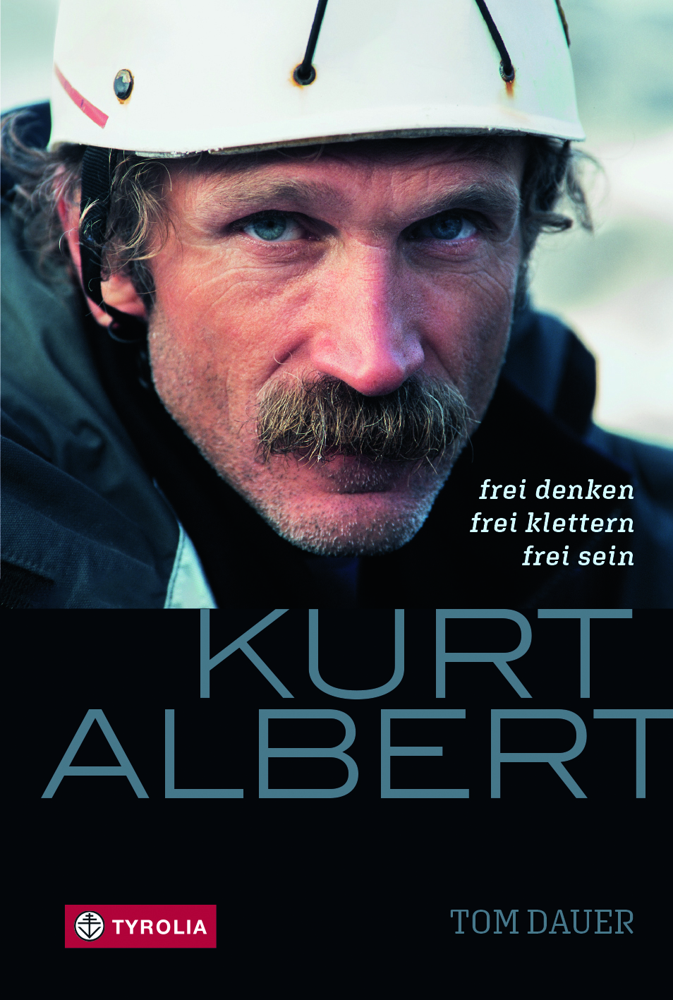 frei denken
frei klettern
frei sein
KURT
ALBERT
TYROLIA
TOM DAUER